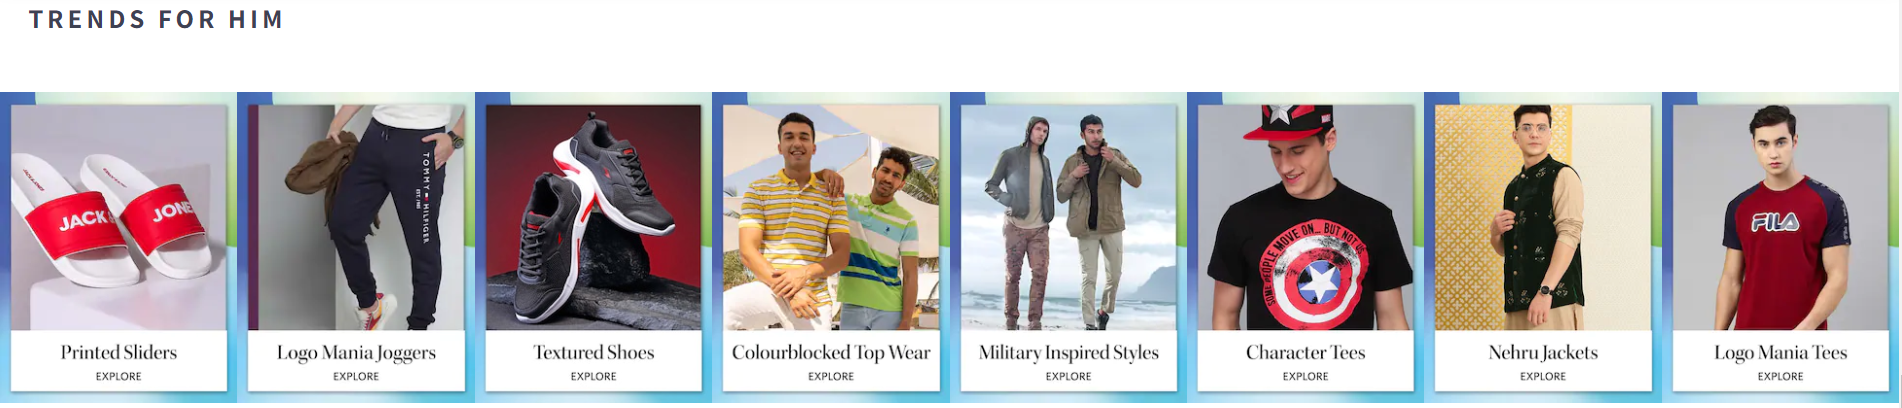 TRENDS FOR HIM
JACK &
JONE
TOMMY HILFIGER
SOME PEOPLE MOVE ON... BUT NOT US
FILA
Printed Sliders
EXPLORE
Logo Mania Joggers
EXPLORE
Textured Shoes
EXPLORE
Colourblocked Top Wear
EXPLORE
Military Inspired Styles
EXPLORE
Character Tees
EXPLORE
Nehru Jackets
EXPLORE
Logo Mania Tees
EXPLORE